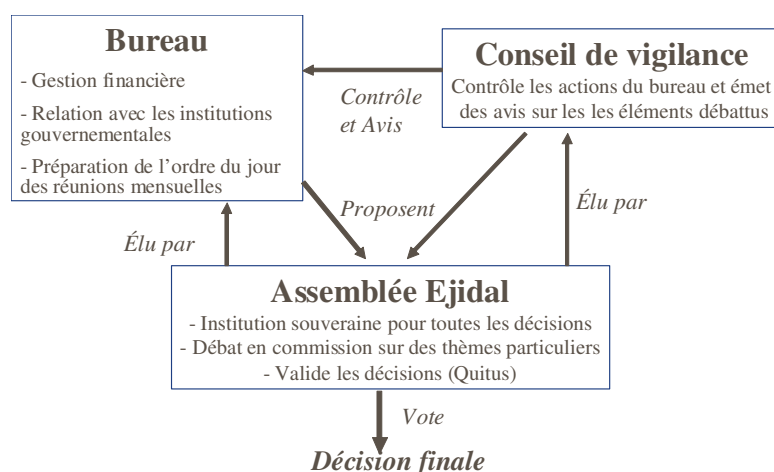 Bureau
- Gestion financière
- Relation avec les institutions
gouvernementales
- Préparation de l'ordre du jour
des réunions mensuelles
Conseil de vigilance
Contrôle les actions du bureau et émet
des avis sur les les éléments débattus
Contrôle
et Avis
Proposent
Élu par
Élu par
Assemblée Ejidal
- Institution souveraine pour toutes les décisions
- Débat en commission sur des thèmes particuliers
- Valide les décisions (Quitus)
Vote
Décision finale